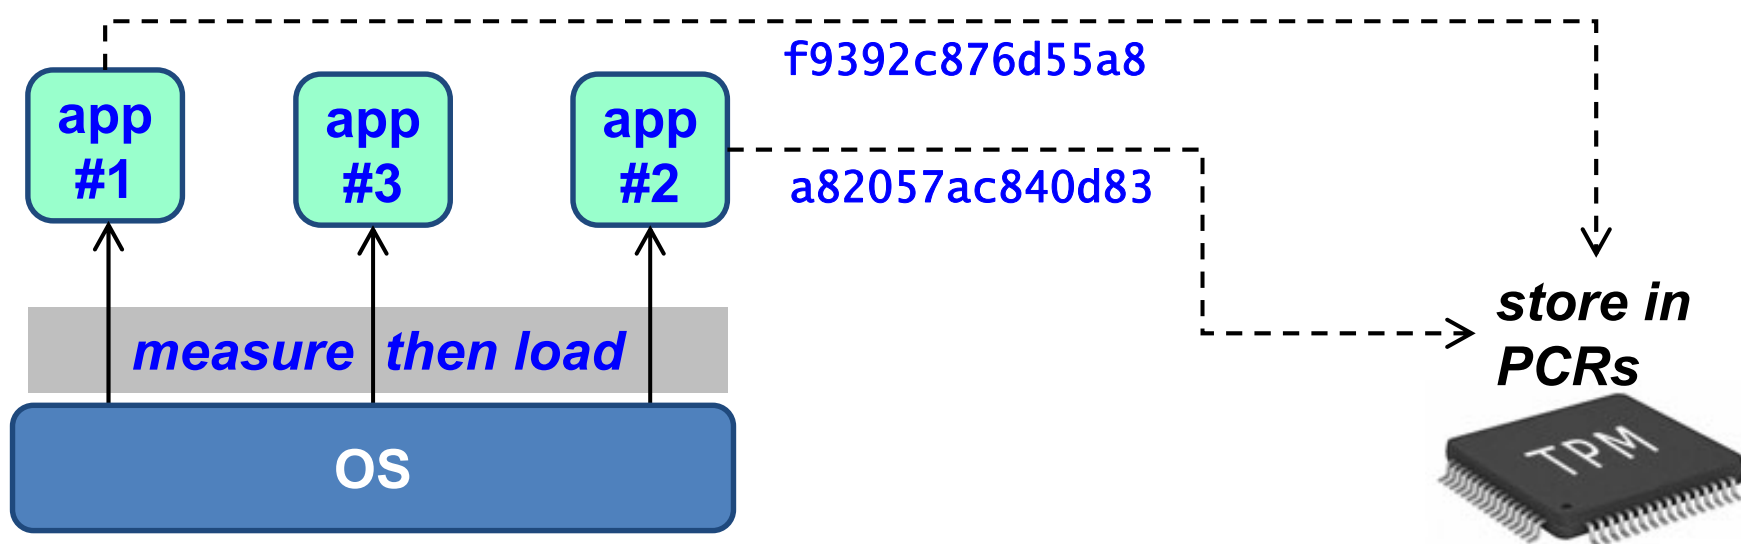 f9392c876d55a8
app
#1
app
#3
app
#2
a82057ac840d83
store in
PCRs
measure then load
OS
TPM